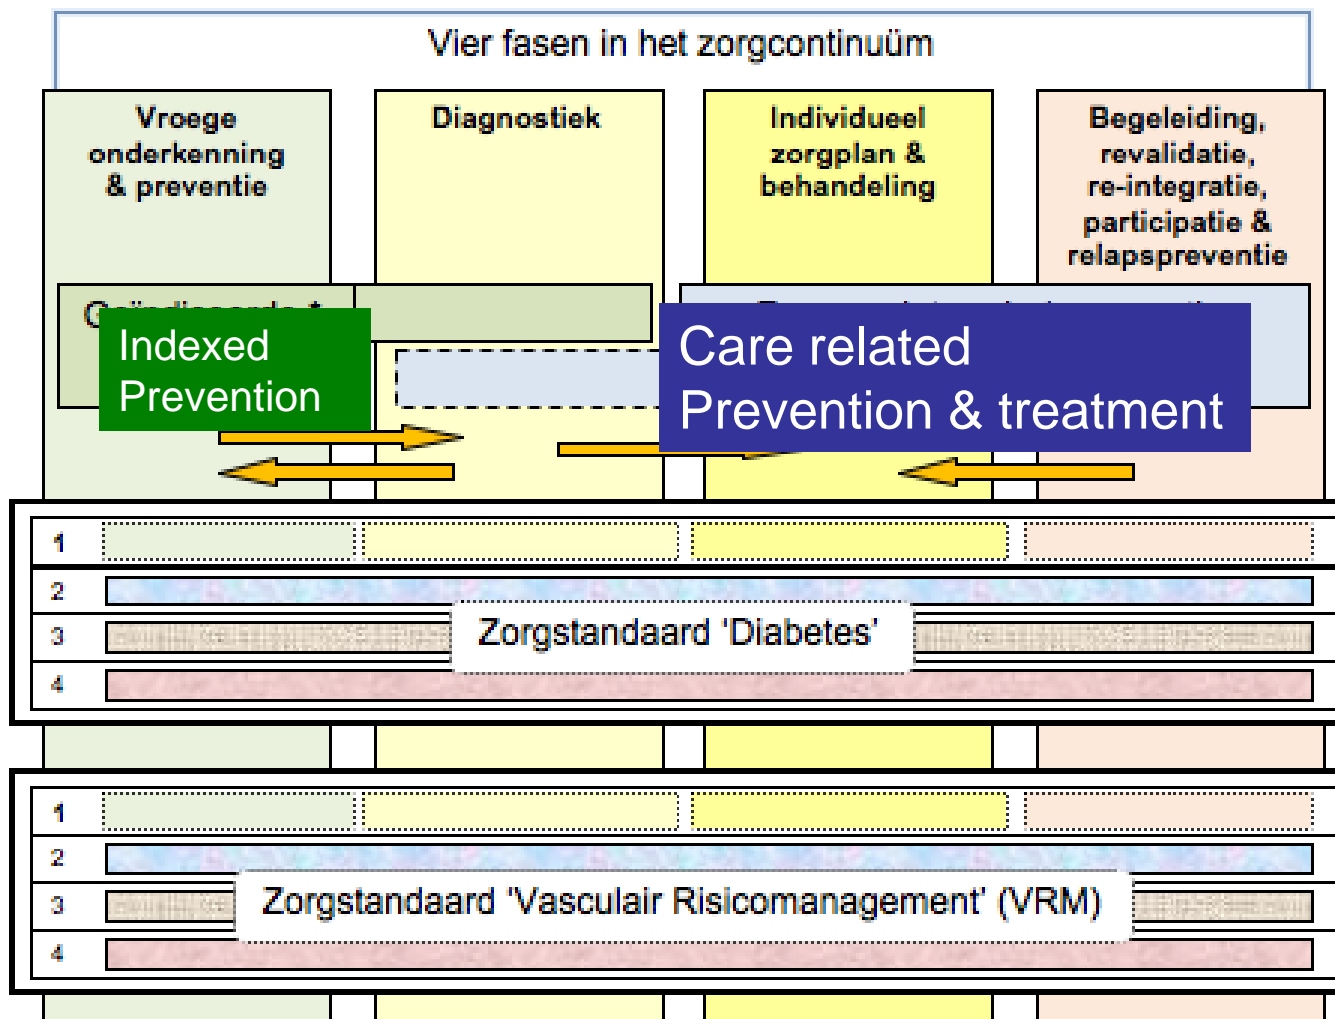 Vier fasen in het zorgcontinuüm
Vroege
onderkenning
& preventie
Diagnostiek
Individueel
zorgplan &
behandeling
Begeleiding,
revalidatie,
re-integratie,
participatie &
relapspreventie
Indexed
Prevention
Care related
Prevention & treatment
1
2
3
4
Zorgstandaard 'Diabetes'
1
2
3
4
Zorgstandaard 'Vasculair Risicomanagement' (VRM)